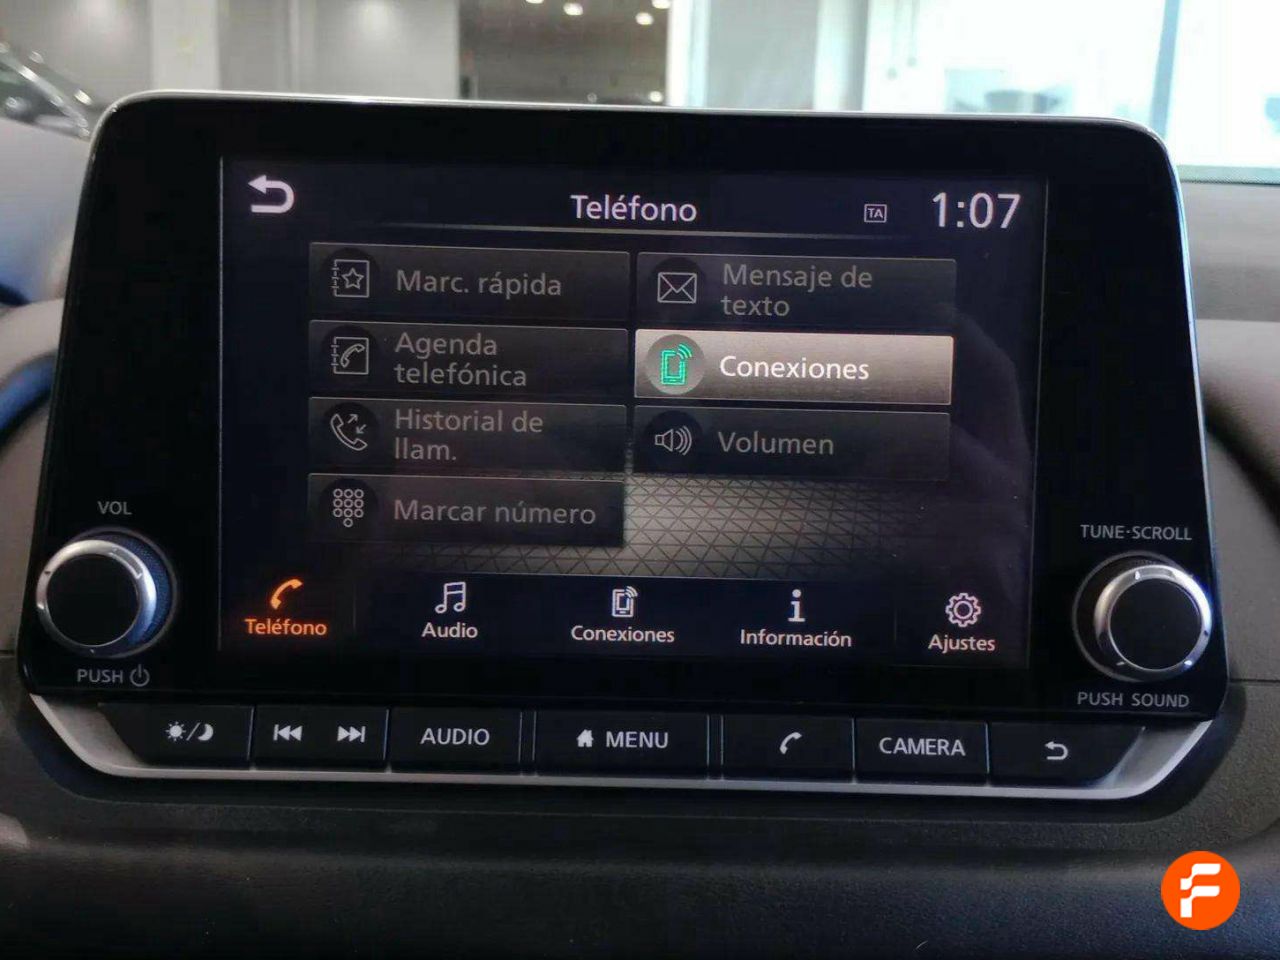 Teléfono
TA
1:07
Marc. rápida
Mensaje de
texto
Agenda
telefónica
Conexiones
Historial de
llam.
Volumen
Marcar número
Teléfono
Audio
Conexiones
Información
Ajustes
VOL
PUSH
TUNE·SCROLL
PUSH SOUND
AUDIO
MENU
CAMERA